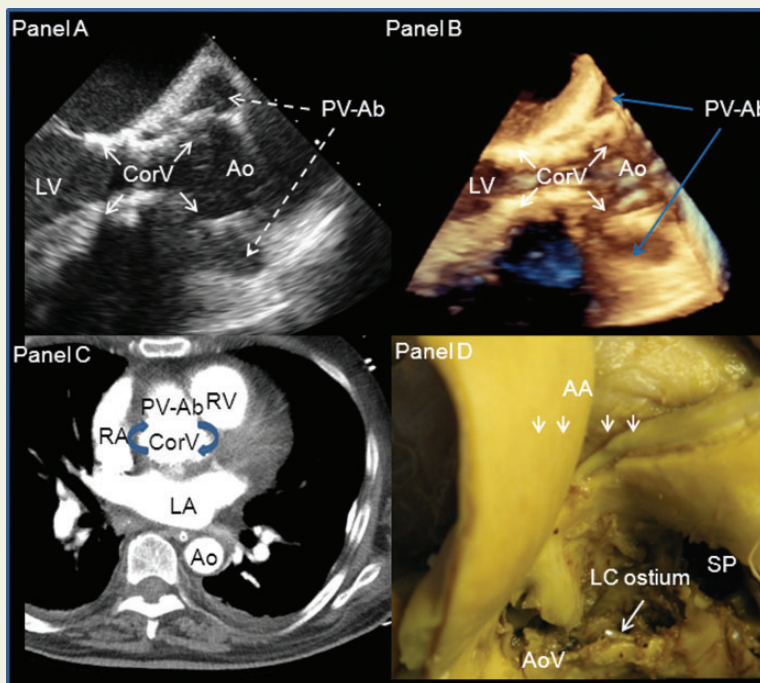 Panel A
PV-Ab
CorV
Ao
LV
Panel B
PV-Ab
CorV
Ao
LV
Panel C
PV-Ab
RV
RA
CorV
LA
Ao
Panel D
AA
SP
LC ostium
AoV